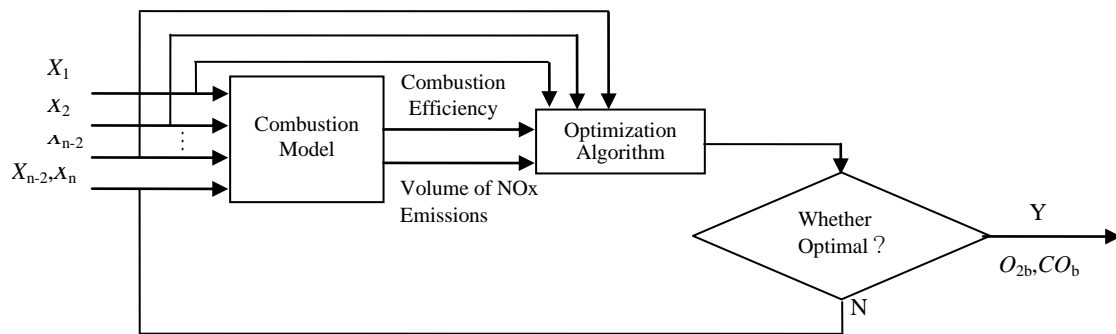 X1
X2
⋮
xn-2
Xn-2,xn
Combustion
Model
Combustion
Efficiency
Volume of NOx
Emissions
Optimization
Algorithm
Whether
Optimal？
Y
O2b,COb
N